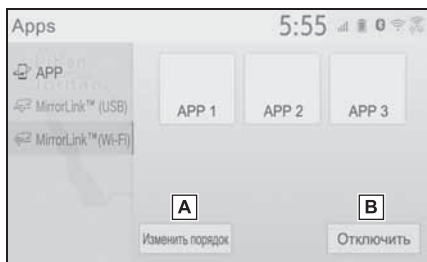 Apps 5:55
APP
MirrorLink™ (USB)
MirrorLink™(Wi-Fi)
APP 1 APP 2 APP 3
A B
Изменить порядок Отключить